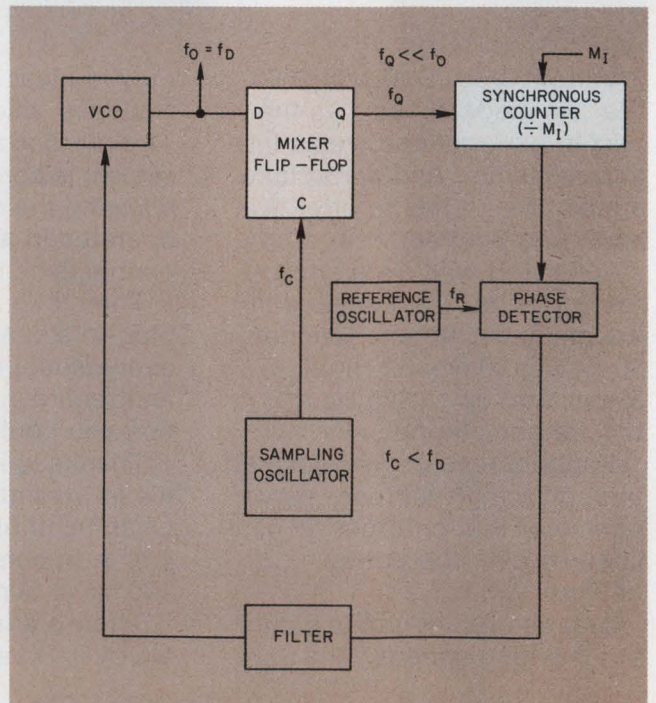 f_O = f_D
f_Q << f_O
M_I
VCO
D Q
MIXER
FLIP-FLOP
C
f_Q
SYNCHRONOUS
COUNTER
(÷ M_I)
f_C
REFERENCE
OSCILLATOR
f_R
PHASE
DETECTOR
SAMPLING
OSCILLATOR
f_C < f_D
FILTER